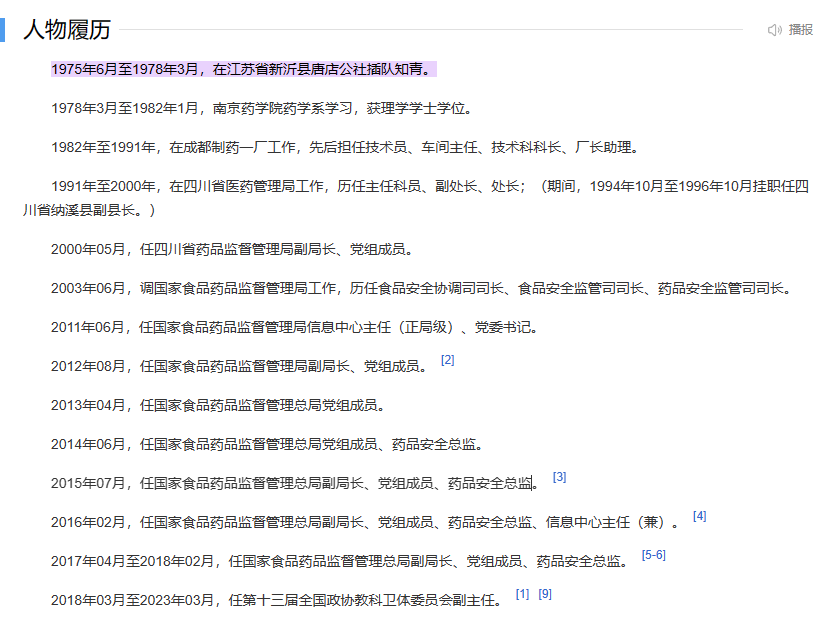 人物履历
播报
1975年6月至1978年3月，在江苏省新沂县唐店公社插队知青。
1978年3月至1982年1月，南京药学院药学系学习，获理学学士学位。
1982年至1991年，在成都制药一厂工作，先后担任技术员、车间主任、技术科科长、厂长助理。
1991年至2000年，在四川省医药管理局工作，历任主任科员、副处长、处长；（期间，1994年10月至1996年10月挂职任四
川省纳溪县副县长。）
2000年05月，任四川省药品监督管理局副局长、党组成员。
2003年06月，调国家食品药品监督管理局工作，历任食品安全协调司司长、食品安全监管司司长、药品安全监管司司长。
2011年06月，任国家食品药品监督管理局信息中心主任（正局级）、党委书记。
2012年08月，任国家食品药品监督管理局副局长、党组成员。 [2]
2013年04月，任国家食品药品监督管理总局党组成员。
2014年06月，任国家食品药品监督管理总局党组成员、药品安全总监。
2015年07月，任国家食品药品监督管理总局副局长、党组成员、药品安全总监。 [3]
2016年02月，任国家食品药品监督管理总局副局长、党组成员、药品安全总监、信息中心主任（兼）。 [4]
2017年04月至2018年02月，任国家食品药品监督管理总局副局长、党组成员、药品安全总监。 [5-6]
2018年03月至2023年03月，任第十三届全国政协教科卫体委员会副主任。 [1] [9]